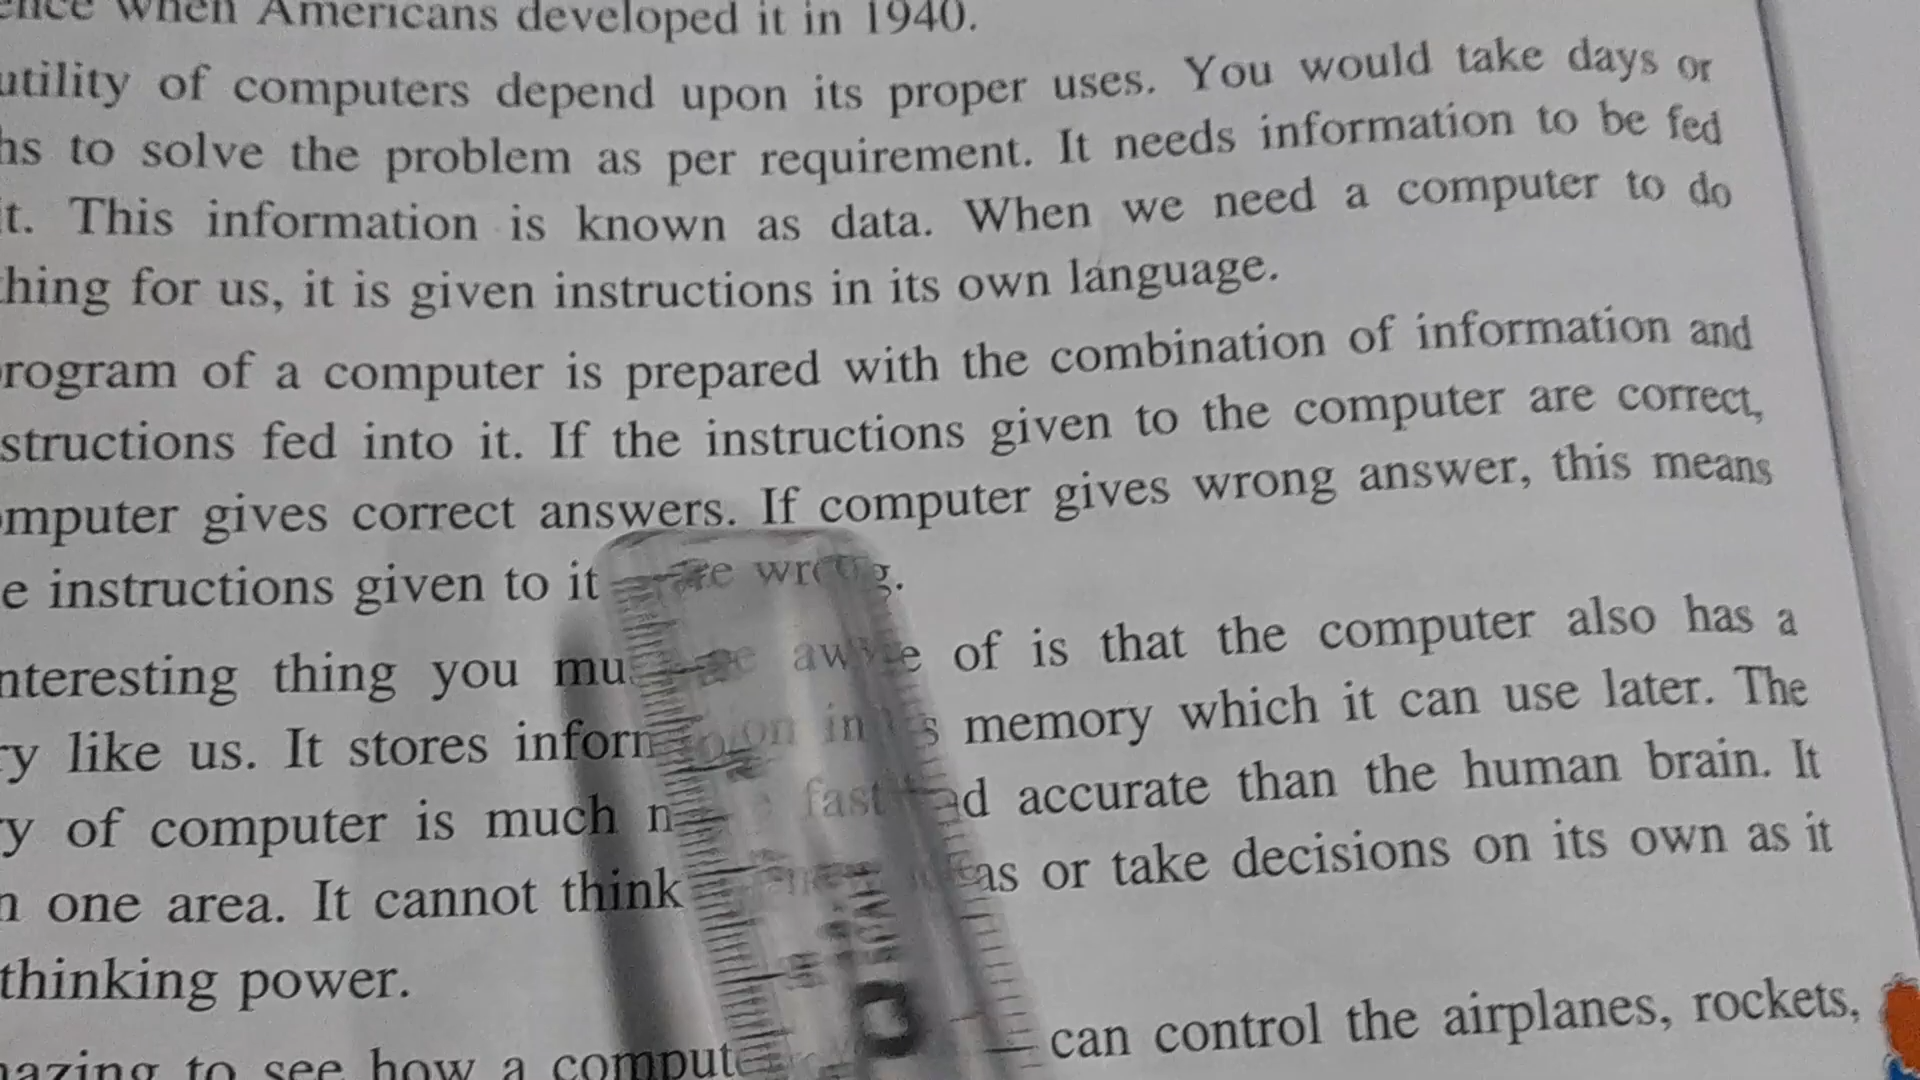 when Americans developed it in 1940.
utility of computers depend upon its proper uses. You would take days or
hs to solve the problem as per requirement. It needs information to be fed
t. This information is known as data. When we need a computer to do
hing for us, it is given instructions in its own language.
rogram of a computer is prepared with the combination of information and
structions fed into it. If the instructions given to the computer are correct,
mputer gives correct answers. If computer gives wrong answer, this means
e instructions given to it are wrong.
nteresting thing you aware of is that the computer also has a
y like us. It stores in memory which it can use later. The
y of computer is much accurate than the human brain. It
n one area. It cannot think or take decisions on its own as it
thinking power.
azing to see how a can control the airplanes, rockets,